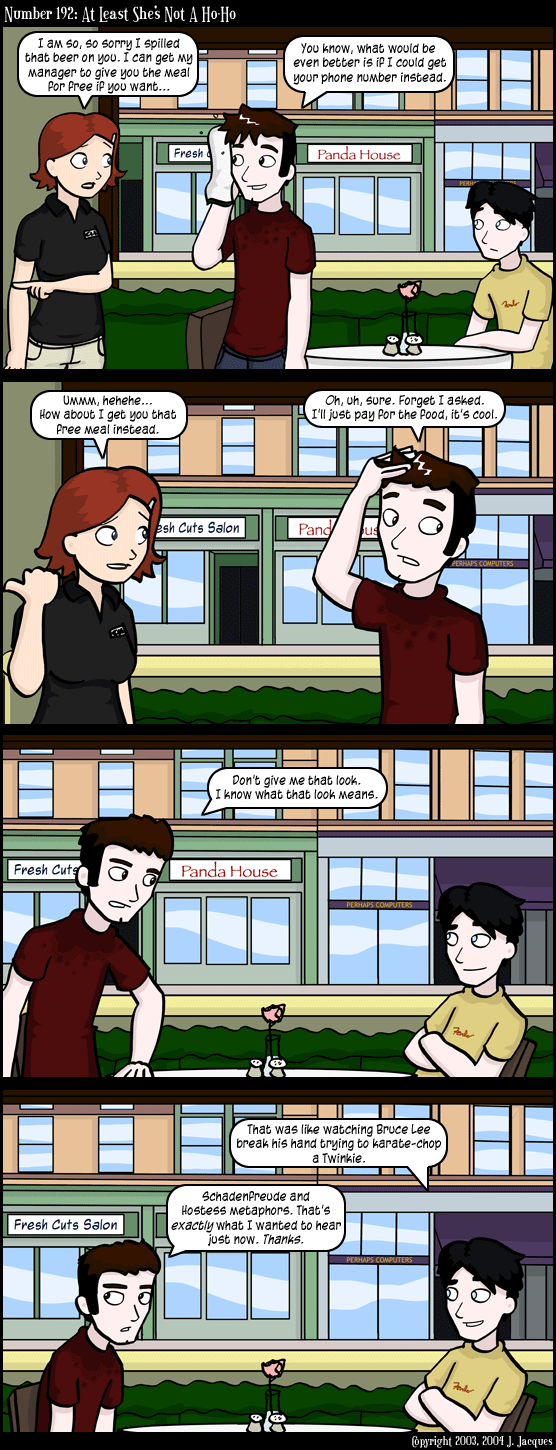 Number 192: At Least She's Not A Ho-Ho
I am so, so sorry I spilled
that beer on you. I can get my
manager to give you the meal
for free if you want...
You know, what would be
even better is if I could get
your phone number instead.
Fresh C
Panda House
PERH
Fender
Ummm, hehehe...
How about I get you that
free meal instead.
Oh, uh, sure. Forget I asked.
I'll just pay for the food, it's cool.
esh Cuts Salon
Pand
us
PERHAPS COMPUTERS
Don't give me that look.
I know what that look means.
Fresh Cuts
Panda House
PERHAPS COMPUTERS
Fender
That was like watching Bruce Lee
break his hand trying to karate-chop
a Twinkie.
Schadenfreude and
Hostess metaphors. That's
exactly what I wanted to hear
just now. Thanks.
Fresh Cuts Salon
PERHAPS COMPUTERS
Fender
Copyright 2003, 2004 J. Jacques